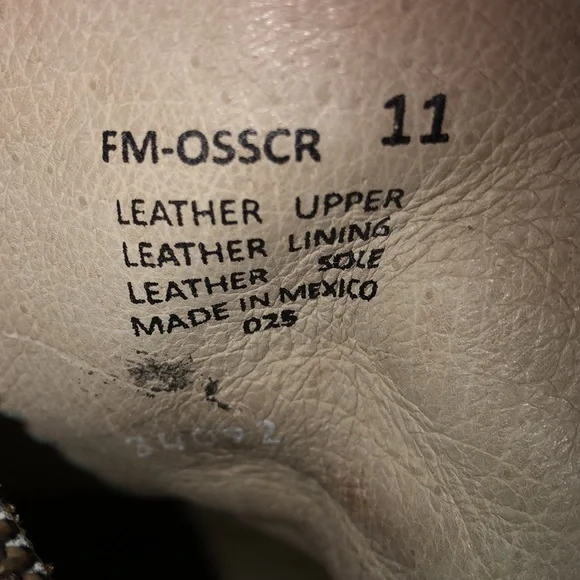 FM-OSSCR 11
LEATHER UPPER
LEATHER LINING
LEATHER SOLE
MADE IN MEXICO
025